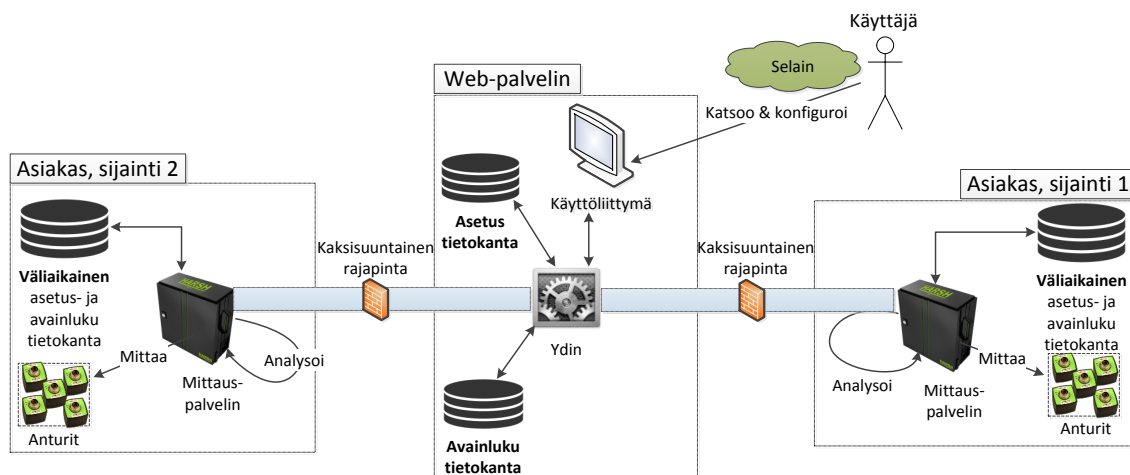 Käyttäjä
Selain
Katsoo & konfiguroi
Web-palvelin
Asetus
tietokanta
Käyttöliittymä
Ydin
Avainluku
tietokanta
Asiakas, sijainti 2
Väliaikainen
asetus- ja
avainluku
tietokanta
HARSH
Mittaa
Analysoi
Mittaus-
palvelin
Anturit
Kaksisuuntainen
rajapinta
Kaksisuuntainen
rajapinta
Asiakas, sijainti 1
Väliaikainen
asetus- ja
avainluku
tietokanta
HARSH
Mittaa
Analysoi
Mittaus-
palvelin
Anturit